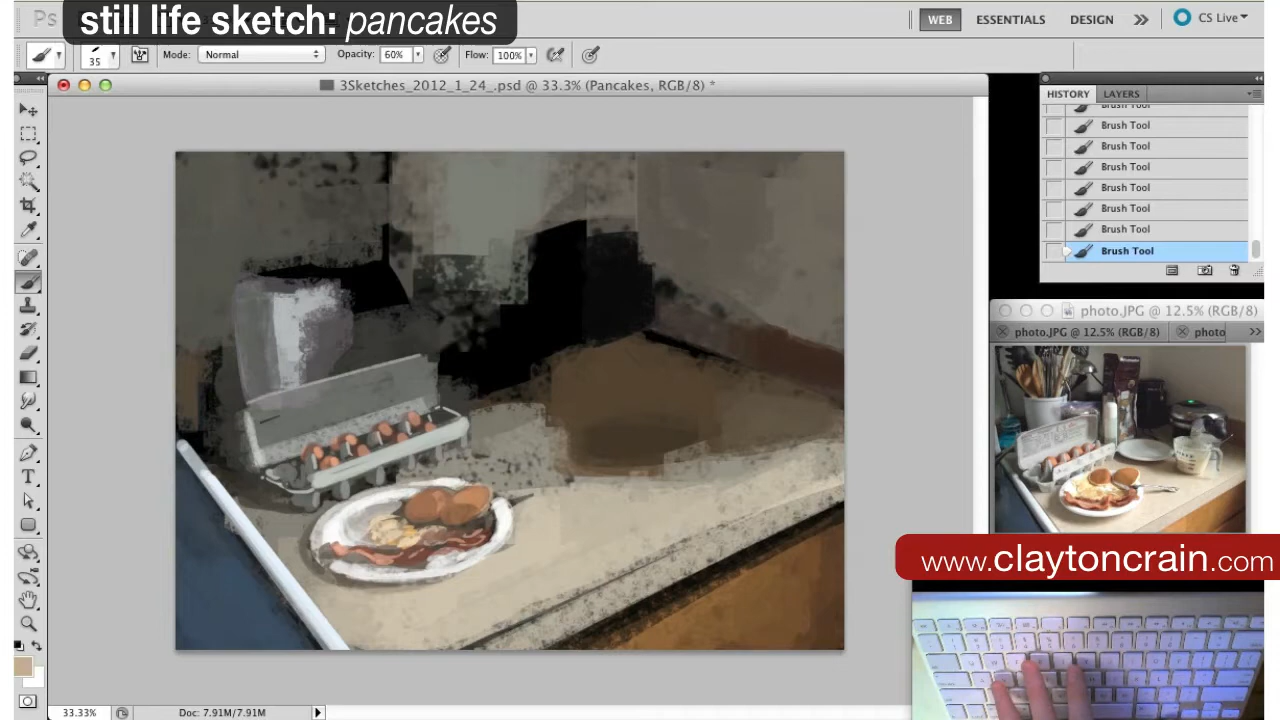 Ps
still life sketch: pancakes
WEB ESSENTIALS DESIGN CS Live
35 Mode: Normal Opacity: 60% Flow: 100%
3Sketches_2012_1_24_.psd @ 33.3% (Pancakes, RGB/8) *
HISTORY LAYERS
Brush Tool
Brush Tool
Brush Tool
Brush Tool
Brush Tool
Brush Tool
Brush Tool
Brush Tool
photo.JPG @ 12.5% (RGB/8)
photo.JPG @ 12.5% (RGB/8) photo
www.claytoncrain.com
33.33% Doc: 7.91M/7.91M